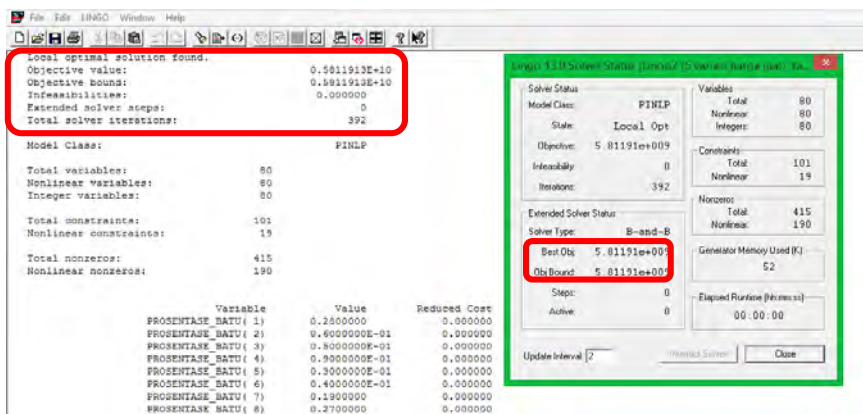 File Edit LINGO Window Help
Local optimal solution found.
Objective value: 0.5811913E+10
Objective bound: 0.5811913E+10
Infeasibilities: 0.000000
Extended solver steps: 0
Total solver iterations: 392
Model Class: PINLP
Total variables: 80
Nonlinear variables: 80
Integer variables: 80
Total constraints: 101
Nonlinear constraints: 19
Total nonzeros: 415
Nonlinear nonzeros: 190
Variable Value Reduced Cost
PROSENTASE_BATU( 1) 0.2800000 0.000000
PROSENTASE_BATU( 2) 0.6000000E-01 0.000000
PROSENTASE_BATU( 3) 0.5000000E-01 0.000000
PROSENTASE_BATU( 4) 0.9000000E-01 0.000000
PROSENTASE_BATU( 5) 0.3000000E-01 0.000000
PROSENTASE_BATU( 6) 0.4000000E-01 0.000000
PROSENTASE_BATU( 7) 0.1900000 0.000000
PROSENTASE_BATU( 8) 0.2700000 0.000000
Lingo 13.0 Solver Status
Solver Status
Model Class: PINLP
State: Local Opt
Objective: 5.81191e+009
Infeasibility: 0
Iterations: 392
Extended Solver Status
Solver Type: B-and-B
Best Obj: 5.81191e+009
Obj Bound: 5.81191e+009
Steps: 0
Active: 0
Update Interval: 2
Variables
Total: 80
Nonlinear: 80
Integers: 80
Constraints
Total: 101
Nonlinear: 19
Nonzeros
Total: 415
Nonlinear: 190
Generator Memory Used (K)
52
Elapsed Runtime (hh:mm:ss)
00:00:00
Interrupt Solver
Close